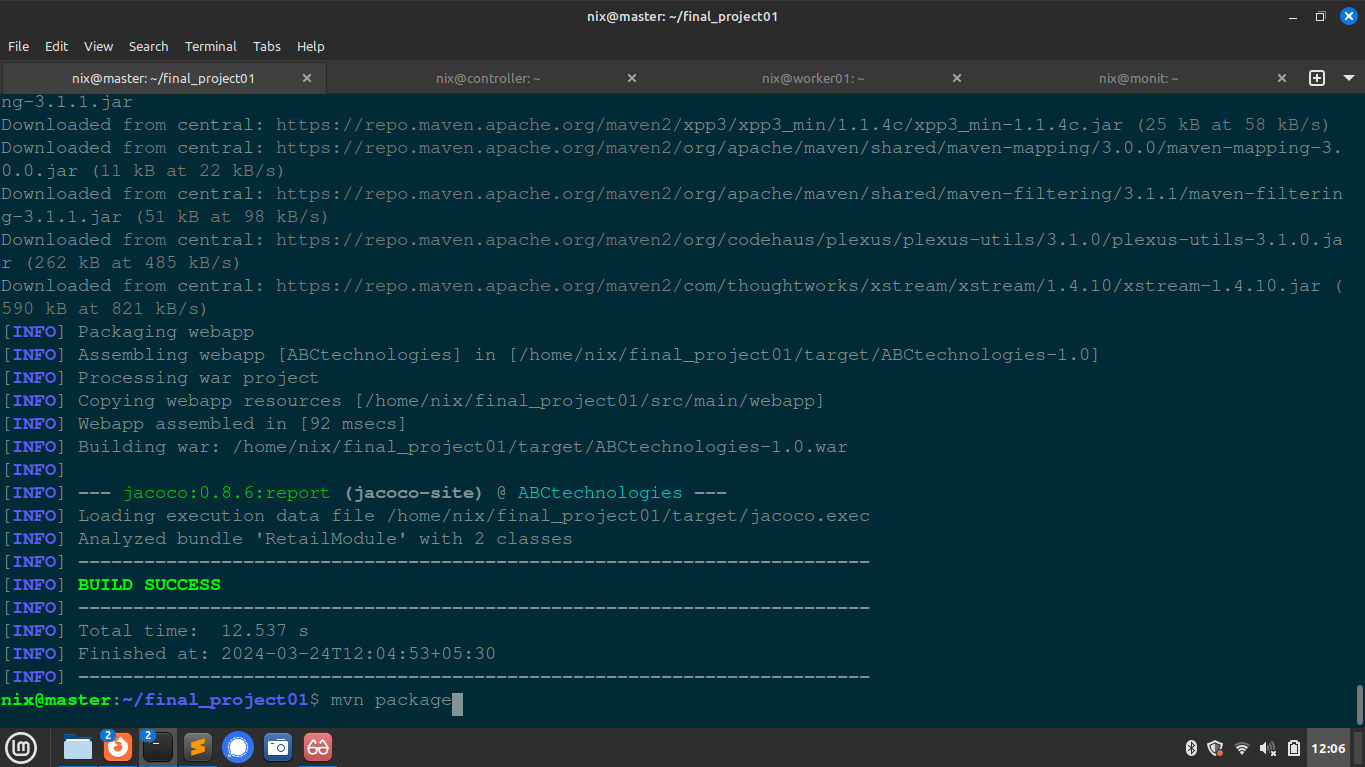 nix@master: ~/final_project01
File Edit View Search Terminal Tabs Help
nix@master: ~/final_project01 nix@controller: ~ nix@worker01: ~ nix@monit: ~
ng-3.1.1.jar
Downloaded from central: https://repo.maven.apache.org/maven2/xpp3/xpp3_min/1.1.4c/xpp3_min-1.1.4c.jar (25 kB at 58 kB/s)
Downloaded from central: https://repo.maven.apache.org/maven2/org/apache/maven/shared/maven-mapping/3.0.0/maven-mapping-3.
0.0.jar (11 kB at 22 kB/s)
Downloaded from central: https://repo.maven.apache.org/maven2/org/apache/maven/shared/maven-filtering/3.1.1/maven-filterin
g-3.1.1.jar (51 kB at 98 kB/s)
Downloaded from central: https://repo.maven.apache.org/maven2/org/codehaus/plexus/plexus-utils/3.1.0/plexus-utils-3.1.0.ja
r (262 kB at 485 kB/s)
Downloaded from central: https://repo.maven.apache.org/maven2/com/thoughtworks/xstream/xstream/1.4.10/xstream-1.4.10.jar (
590 kB at 821 kB/s)
[INFO] Packaging webapp
[INFO] Assembling webapp [ABCtechnologies] in [/home/nix/final_project01/target/ABCtechnologies-1.0]
[INFO] Processing war project
[INFO] Copying webapp resources [/home/nix/final_project01/src/main/webapp]
[INFO] Webapp assembled in [92 msecs]
[INFO] Building war: /home/nix/final_project01/target/ABCtechnologies-1.0.war
[INFO]
[INFO] --- jacoco:0.8.6:report (jacoco-site) @ ABCtechnologies ---
[INFO] Loading execution data file /home/nix/final_project01/target/jacoco.exec
[INFO] Analyzed bundle 'RetailModule' with 2 classes
[INFO] ------------------------------------------------------------------------
[INFO] BUILD SUCCESS
[INFO] ------------------------------------------------------------------------
[INFO] Total time:  12.537 s
[INFO] Finished at: 2024-03-24T12:04:53+05:30
[INFO] ------------------------------------------------------------------------
nix@master:~/final_project01$ mvn package
2 2 12:06